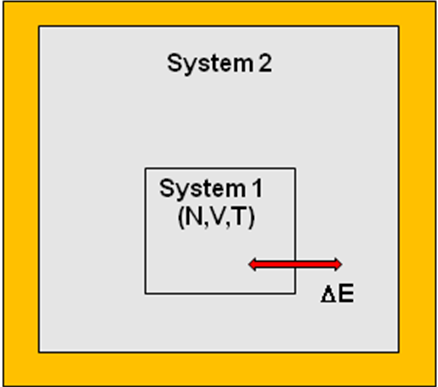 System 2
System 1
(N,V,T)
ΔE